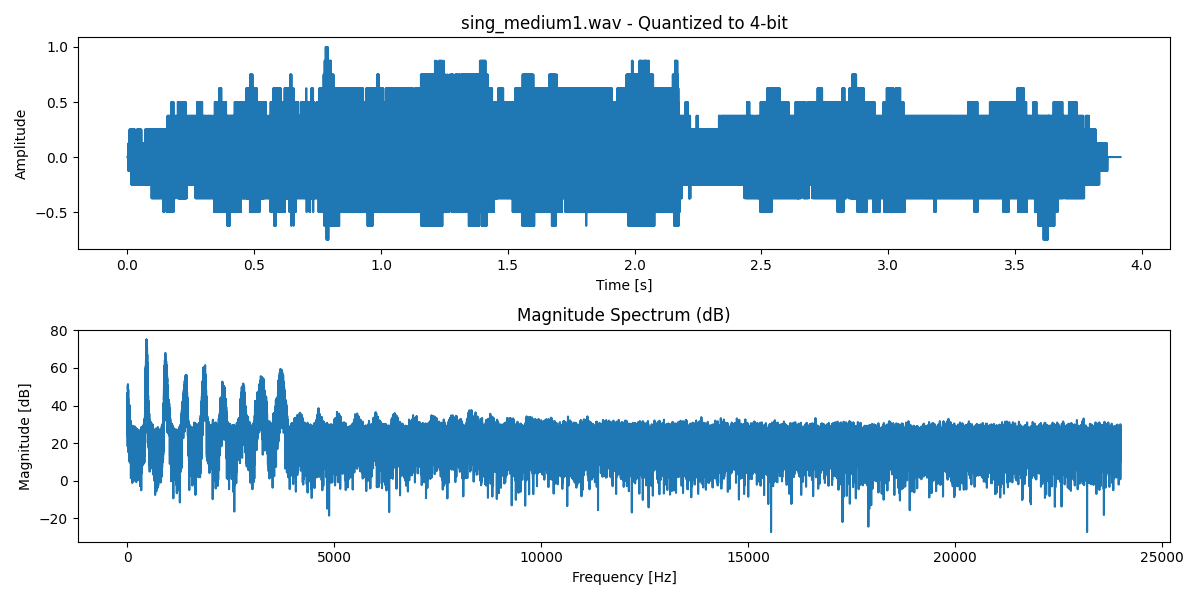 sing_medium1.wav - Quantized to 4-bit
1.0
0.5
0.0
−0.5
Amplitude
0.0 0.5 1.0 1.5 2.0 2.5 3.0 3.5 4.0
Time [s]
Magnitude Spectrum (dB)
80
60
40
20
0
−20
Magnitude [dB]
0 5000 10000 15000 20000 25000
Frequency [Hz]